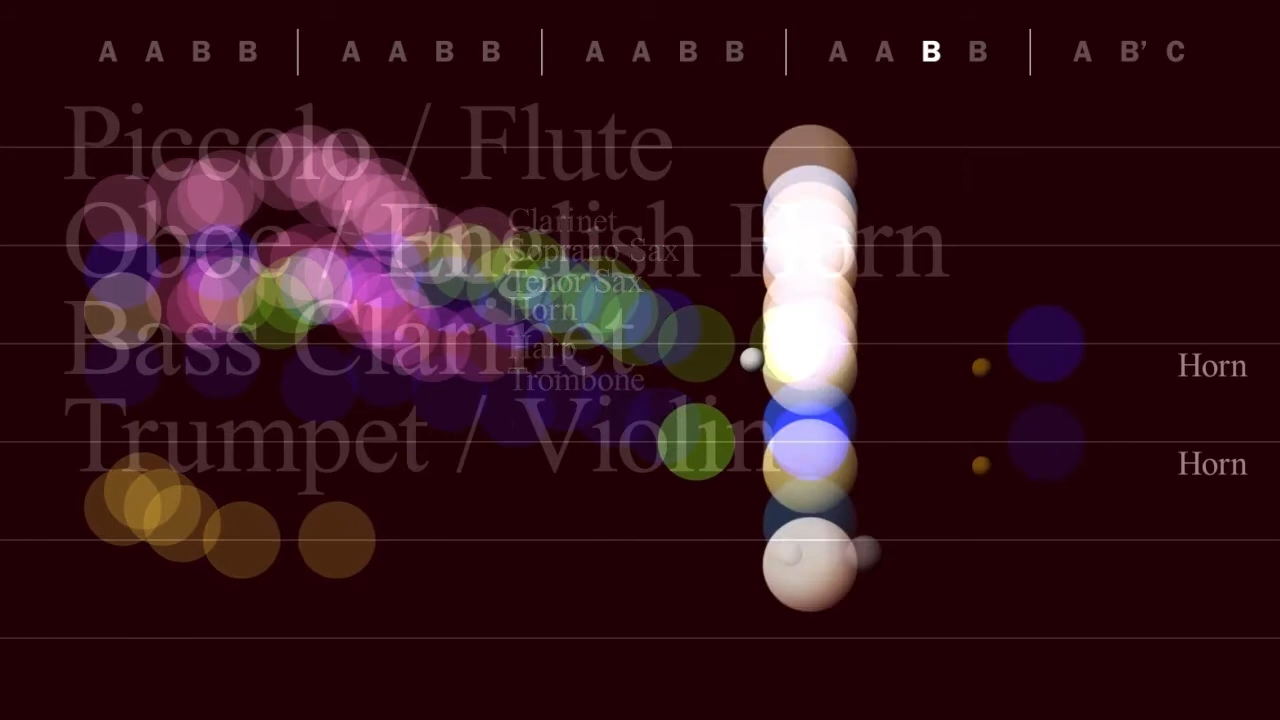 A A B B | A A B B | A A B B | A A B B | A B’ C
Piccolo / Flute
Oboe / English Horn
Clarinet
Soprano Sax
Tenor Sax
Horn
Harp
Trombone
Bass Clarinet
Trumpet / Violin
Horn
Horn